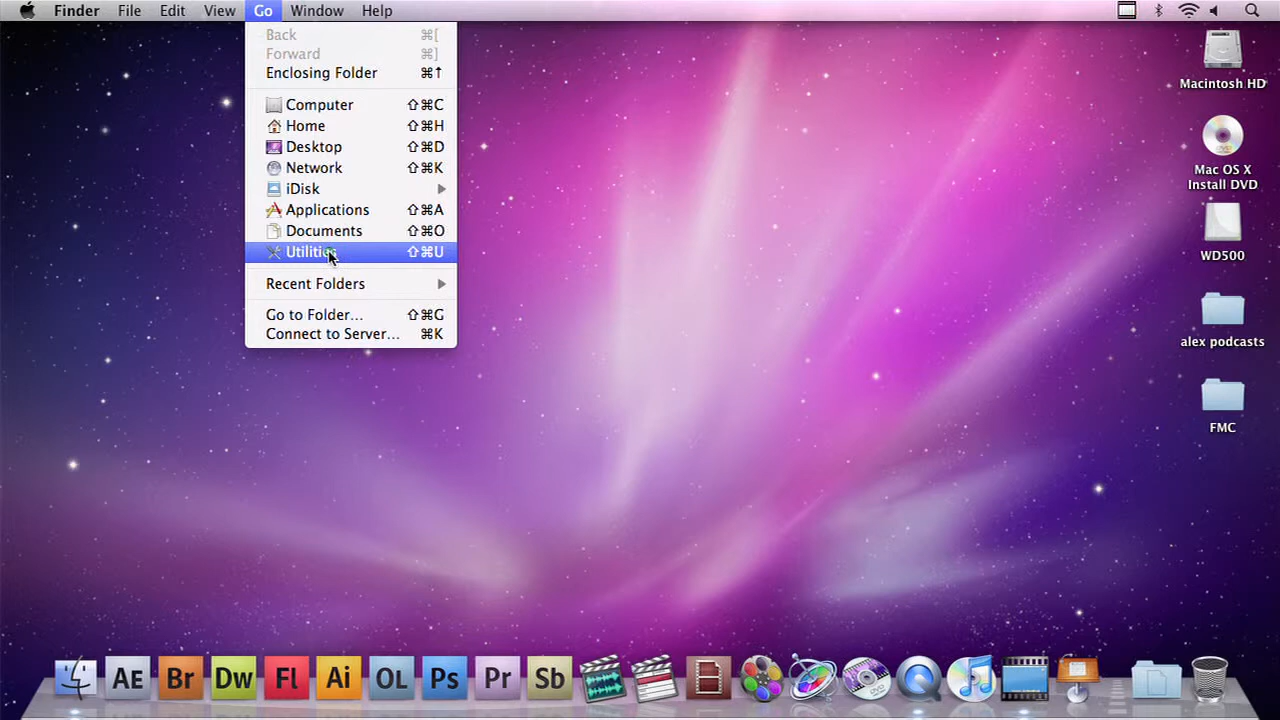 Finder File Edit View Go Window Help
Back ⌘[
Forward ⌘]
Enclosing Folder ⌘↑
Computer ⇧⌘C
Home ⇧⌘H
Desktop ⇧⌘D
Network ⇧⌘K
iDisk
Applications ⇧⌘A
Documents ⇧⌘O
Utilities ⇧⌘U
Recent Folders
Go to Folder... ⇧⌘G
Connect to Server... ⌘K
Macintosh HD
Mac OS X
Install DVD
WD500
alex podcasts
FMC
AE Br Dw Fl Ai OL Ps Pr Sb